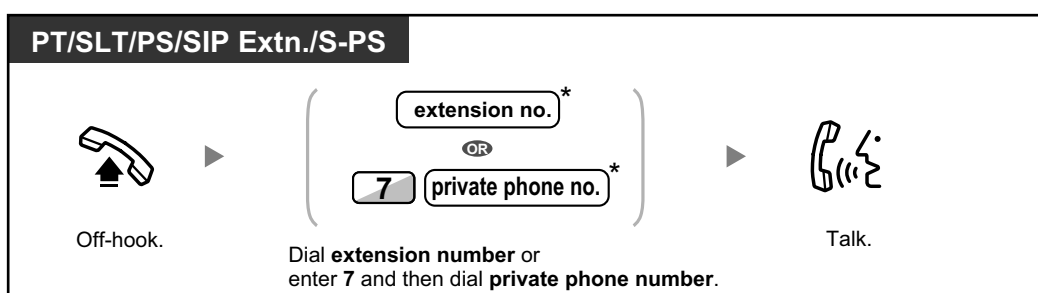 PT/SLT/PS/SIP Extn./S-PS
extension no.*
OR
7 private phone no.*
Off-hook.
Talk.
Dial extension number or
enter 7 and then dial private phone number.